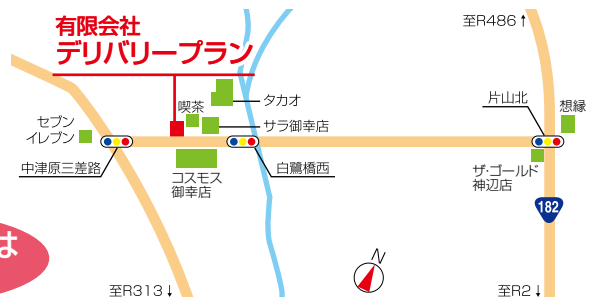 有限会社
デリバリープラン
至R486↑
喫茶
タカオ
片山北
想縁
セブン
イレブン
サラ御幸店
中津原三差路
コスモス
御幸店
白鷺橋西
ザ・ゴールド
神辺店
182
は
N
至R313↓
至R2↓